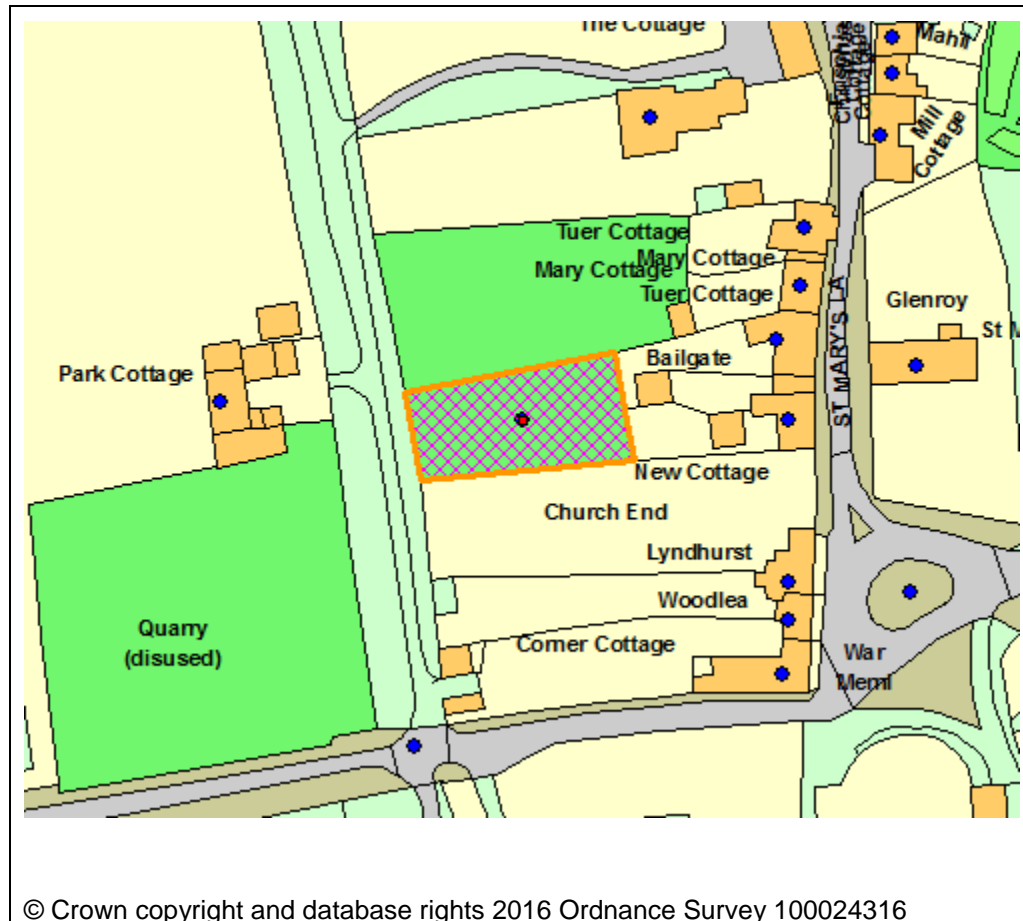 The Cottage
Mahil
Cottage
Mill
Cottage
Tuer Cottage
Mary Cottage
Mary Cottage
Tuer Cottage
Glenroy
St M
ST MARY'S LA
Bailgate
Park Cottage
New Cottage
Church End
Lyndhurst
Woodlea
Quarry
(disused)
Corner Cottage
War
Meml
© Crown copyright and database rights 2016 Ordnance Survey 100024316